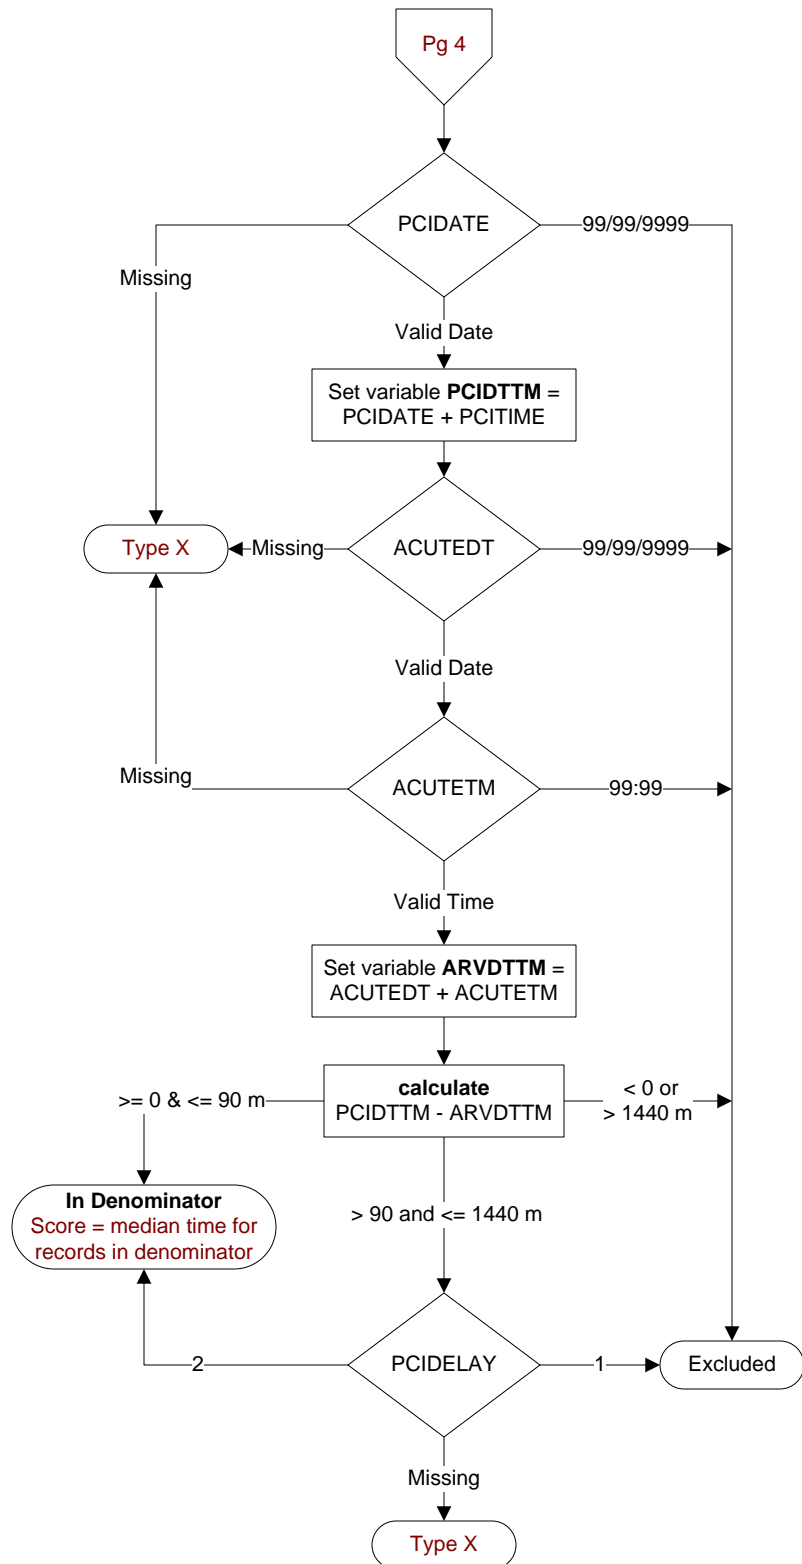 Pg 4
PCIDATE
99/99/9999
Missing
Valid Date
Set variable PCIDTTM =
PCIDATE + PCITIME
Type X
Missing
ACUTEDT
99/99/9999
Valid Date
Missing
ACUTETM
99:99
Valid Time
Set variable ARVDTTM =
ACUTEDT + ACUTETM
>= 0 & <= 90 m
calculate
PCIDTTM - ARVDTTM
< 0 or
> 1440 m
In Denominator
Score = median time for
records in denominator
> 90 and <= 1440 m
2
PCIDELAY
1
Excluded
Missing
Type X